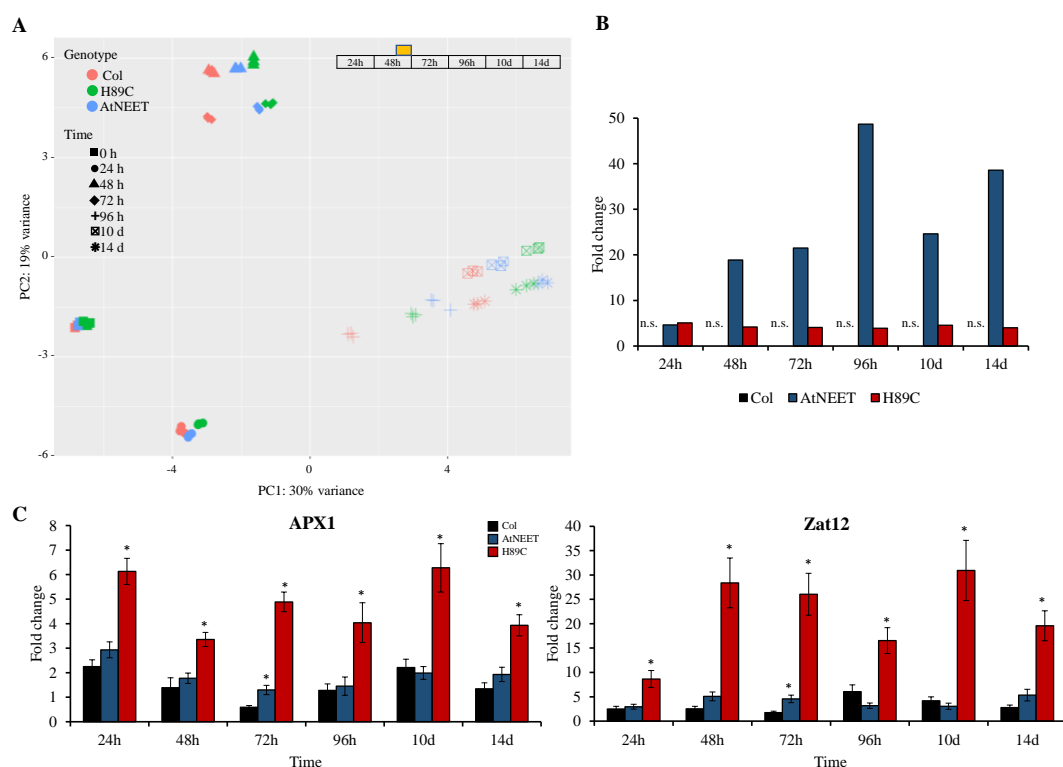 A
Genotype
Col
H89C
AtNEET
Time
0 h
24 h
48 h
72 h
96 h
10 d
14 d
24h 48h 72h 96h 10d 14d
6
3
0
-3
-6
PC2: 19% variance
-4 0 4
PC1: 30% variance
B
50
40
30
20
10
0
Fold change
n.s. n.s. n.s. n.s. n.s. n.s.
24h 48h 72h 96h 10d 14d
Col AtNEET H89C
C
APX1
Col
AtNEET
H89C
8
7
6
5
4
3
2
1
0
Fold change
* * * * * * *
24h 48h 72h 96h 10d 14d
Time
Zat12
40
35
30
25
20
15
10
5
0
Fold change
* * * * * * *
24h 48h 72h 96h 10d 14d
Time